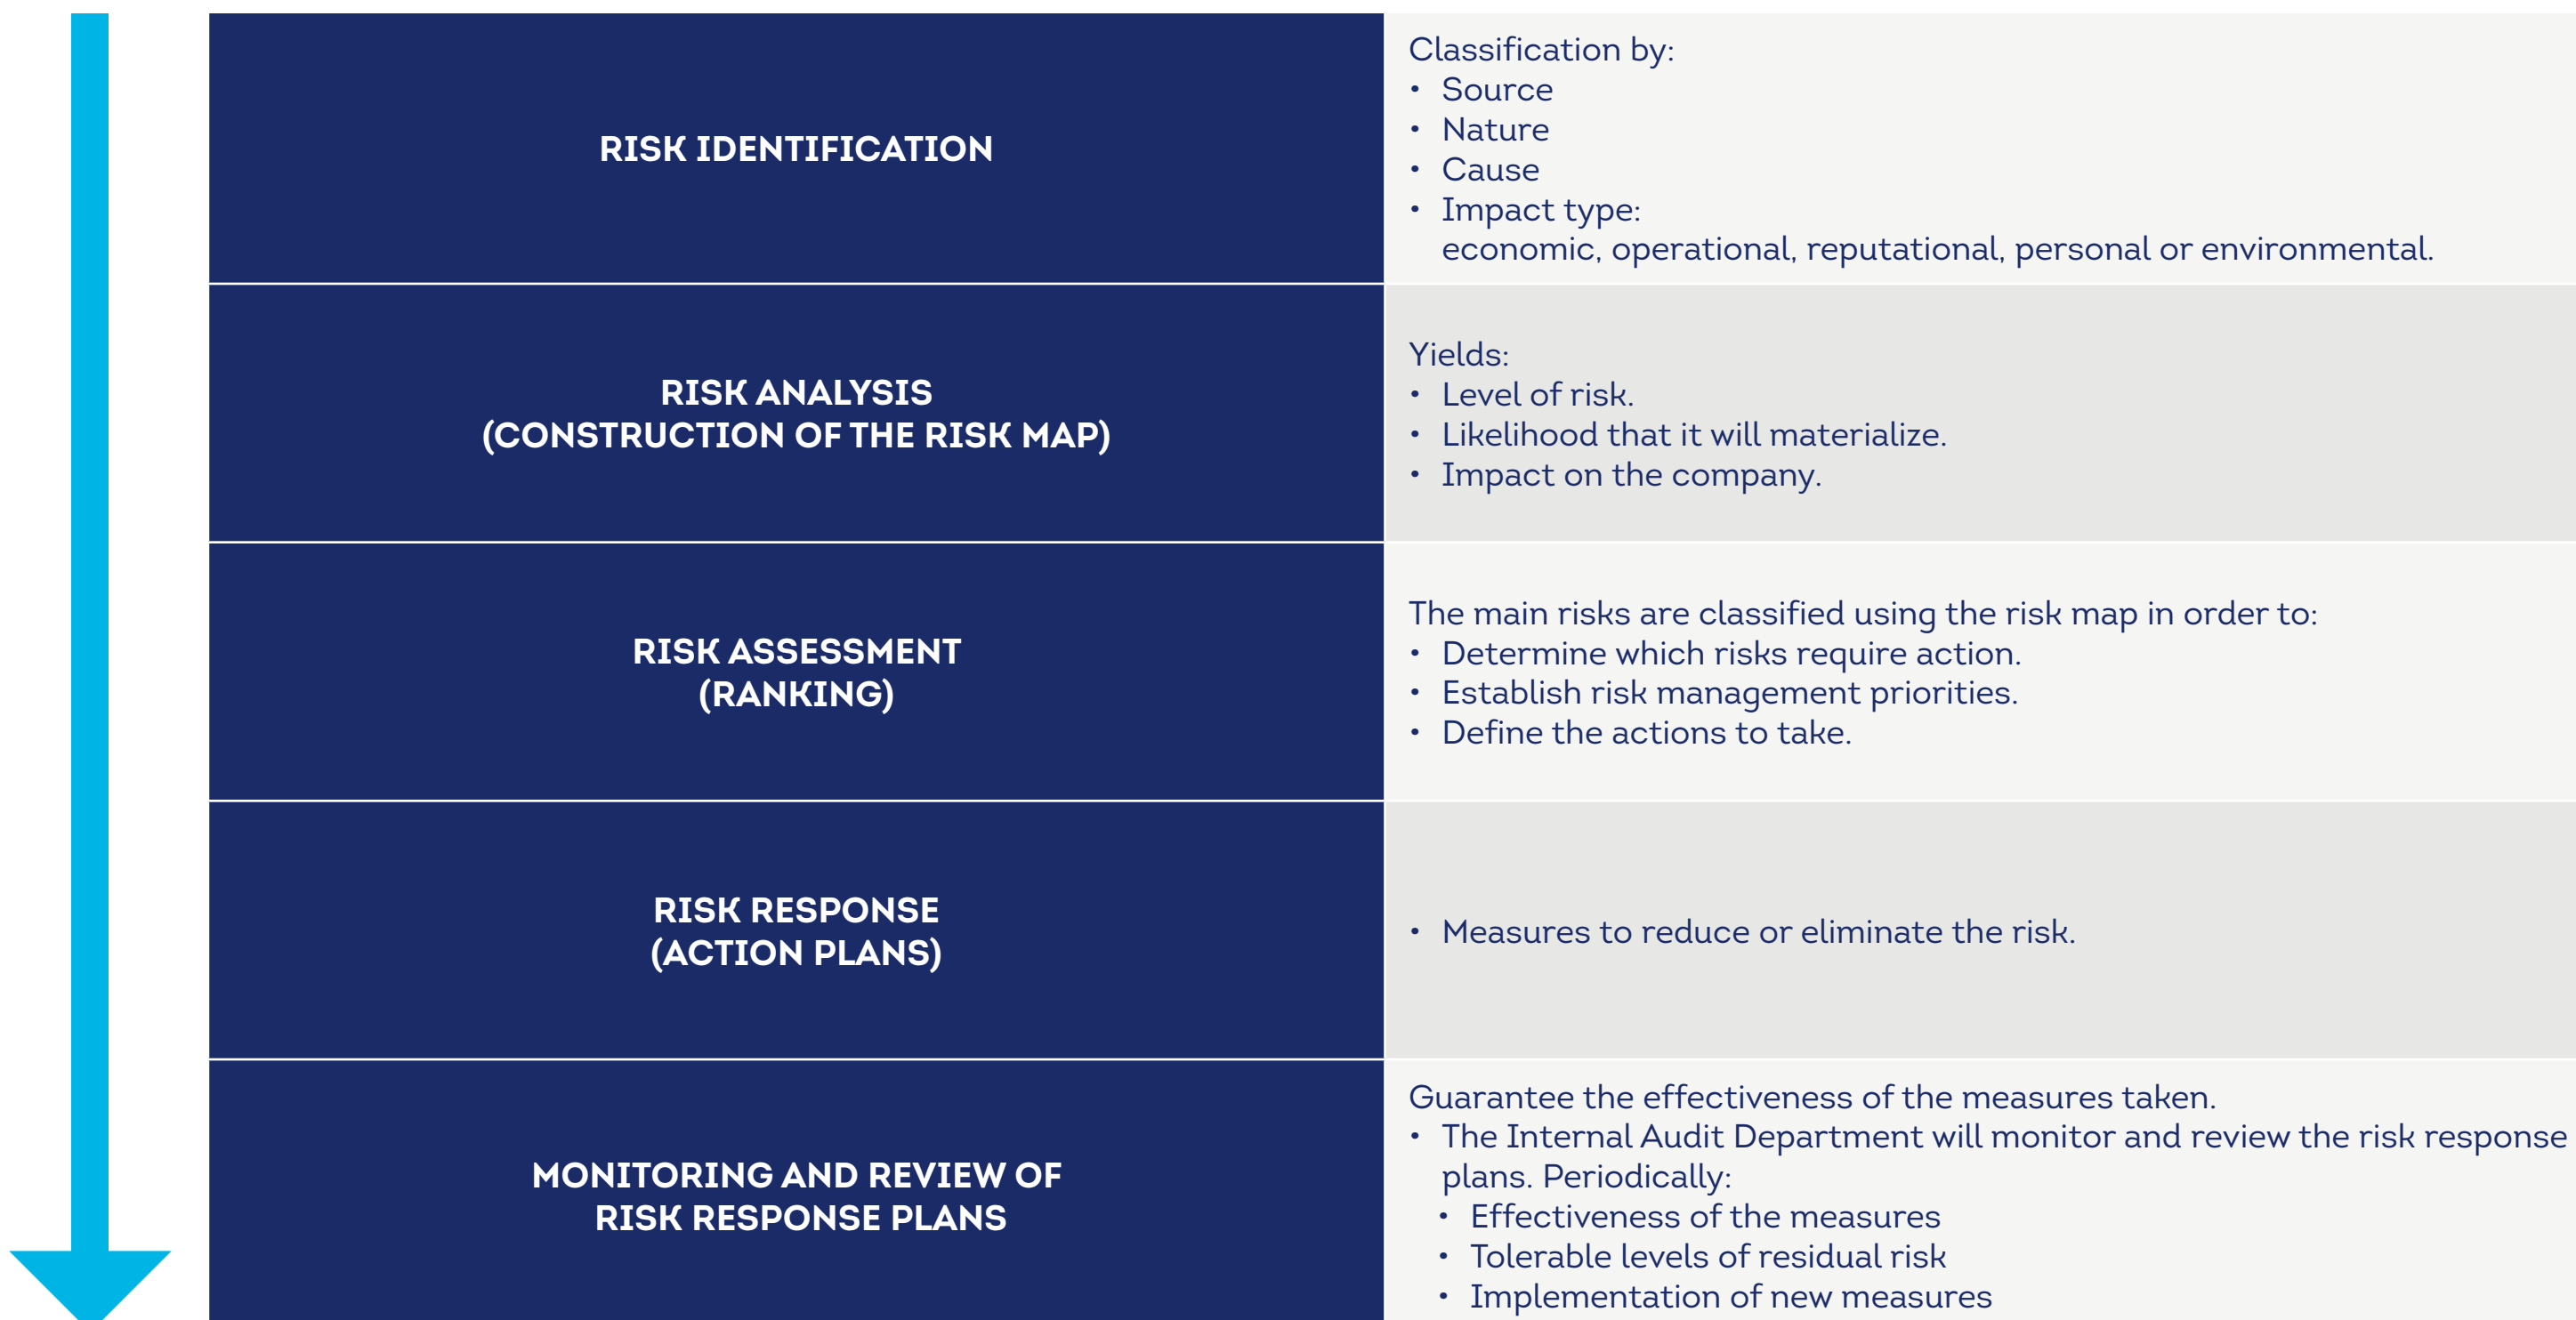 RISK IDENTIFICATION
Classification by:
• Source
• Nature
• Cause
• Impact type:
economic, operational, reputational, personal or environmental.
RISK ANALYSIS
(CONSTRUCTION OF THE RISK MAP)
Yields:
• Level of risk.
• Likelihood that it will materialize.
• Impact on the company.
RISK ASSESSMENT
(RANKING)
The main risks are classified using the risk map in order to:
• Determine which risks require action.
• Establish risk management priorities.
• Define the actions to take.
RISK RESPONSE
(ACTION PLANS)
• Measures to reduce or eliminate the risk.
MONITORING AND REVIEW OF
RISK RESPONSE PLANS
Guarantee the effectiveness of the measures taken.
• The Internal Audit Department will monitor and review the risk response
plans. Periodically:
• Effectiveness of the measures
• Tolerable levels of residual risk
• Implementation of new measures